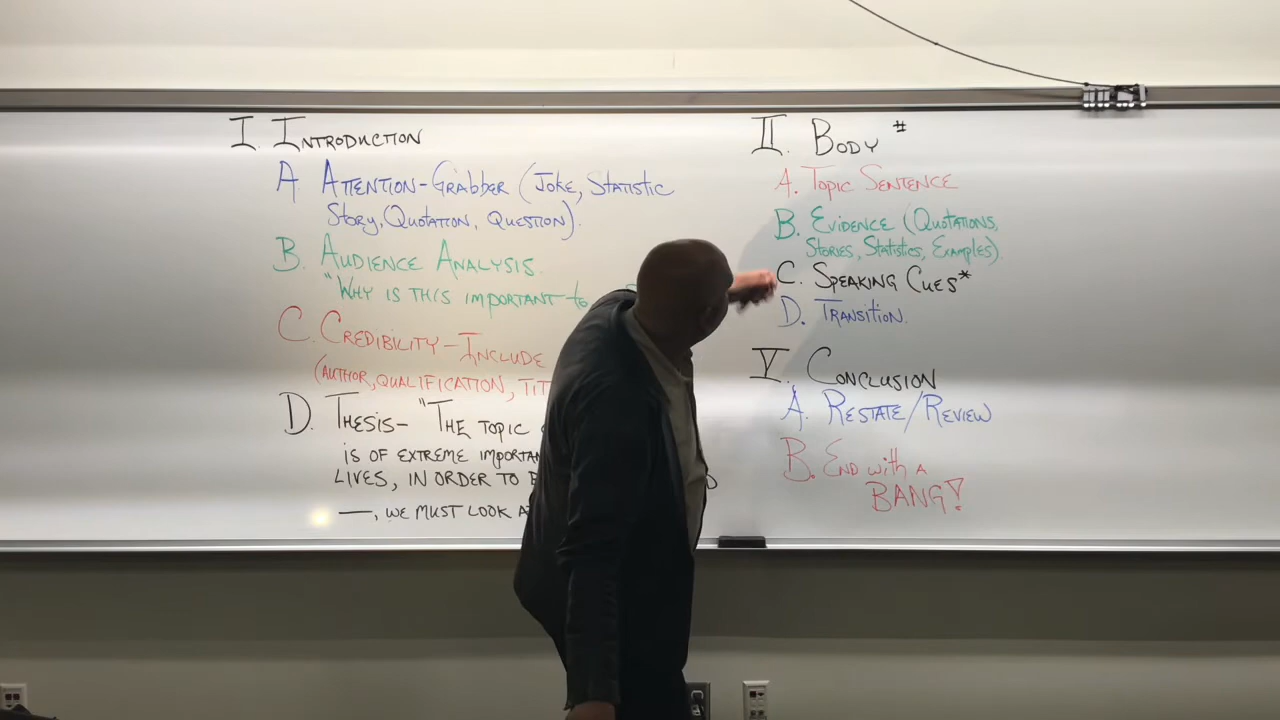 I. INTRODUCTION
A. ATTENTION-GRABBER (JOKE, STATISTIC
STORY, QUOTATION, QUESTION).
B. AUDIENCE ANALYSIS.
"WHY IS THIS IMPORTANT to
C. CREDIBILITY-INCLUDE
(AUTHOR, QUALIFICATION, TIT
D. THESIS- "THE TOPIC
IS OF EXTREME IMPORTAN
LIVES, IN ORDER TO
—, WE MUST LOOK A
II. BODY #
A. TOPIC SENTENCE
B. EVIDENCE (QUOTATIONS,
STORIES, STATISTICS, EXAMPLES).
C. SPEAKING CUES*
D. TRANSITION.
V. CONCLUSION
A. RESTATE/REVIEW
B. END WITH A
BANG!